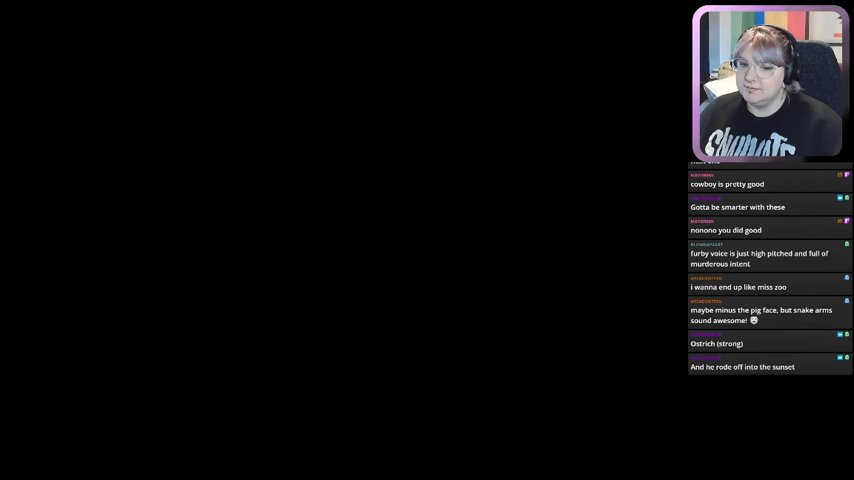 cowboy is pretty good
Gotta be smarter with these
nonono you did good
furby voice is just high pitched and full of
murderous intent
i wanna end up like miss zoo
maybe minus the pig face, but snake arms
sound awesome!
Ostrich (strong)
And he rode off into the sunset